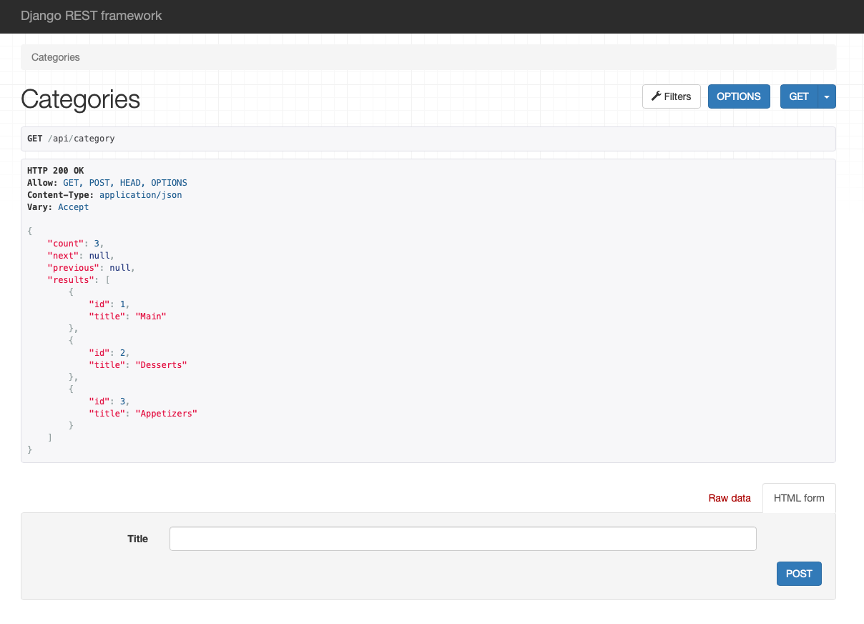 Django REST framework
Categories
Categories
Filters
OPTIONS
GET
GET /api/category
HTTP 200 OK
Allow: GET, POST, HEAD, OPTIONS
Content-Type: application/json
Vary: Accept
{
    "count": 3,
    "next": null,
    "previous": null,
    "results": [
        {
            "id": 1,
            "title": "Main"
        },
        {
            "id": 2,
            "title": "Desserts"
        },
        {
            "id": 3,
            "title": "Appetizers"
        }
    ]
}
Raw data
HTML form
Title
POST